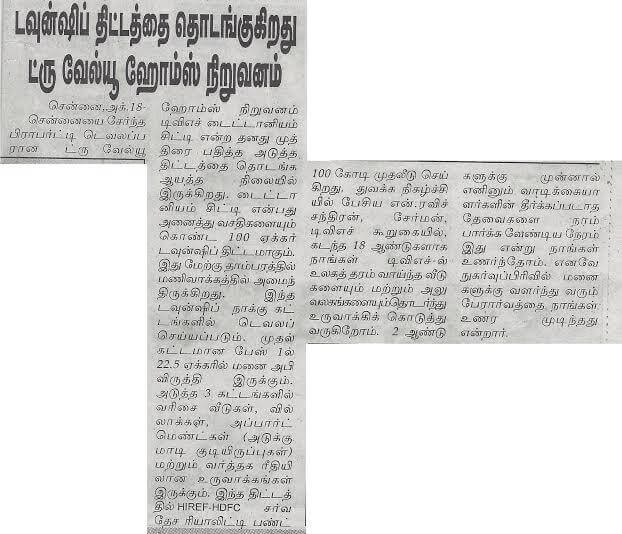 டவுன்ஷிப் திட்டத்தை தொடங்குகிறது
ட்ரு வேல்யூ ஹோம்ஸ் நிறுவனம்
சென்னை,அக்.18-
சென்னையை சேர்ந்த
பிராபர்ட்டி டெவலப்ப
ரான ட்ரு வேல்யூ
ஹோம்ஸ் நிறுவனம்
டிவிஎச் டைட்டானியம்
சிட்டி என்ற தனது முத்
திரை பதித்த அடுத்த
திட்டத்தை தொடங்க
ஆயத்த நிலையில்
இருக்கிறது. டைட்டா
னியம் சிட்டி என்பது
அனைத்து வசதிகளையும்
கொண்ட 100 ஏக்கர்
டவுன்ஷிப் திட்டமாகும்.
இது மேற்கு தாம்பரத்தில்
மணிவாக்கத்தில் அமைந்
திருக்கிறது. இந்த
டவுன்ஷிப் நாக்கு கட்
டங்களில் டெவலப்
செய்யப்படும். முதல்
கட்டமான பேஸ் 1ல்
22.5 ஏக்கரில் மனை அபி
விருத்தி இருக்கும்.
அடுத்த 3 கட்டங்களில்
வரிசை வீடுகள், வில்
லாக்கள், அப்பார்ட்
மெண்ட்கள் (அடுக்கு
மாடி குடியிருப்புகள்)
மற்றும் வர்த்தக ரீதியி
லான உருவாக்கங்கள்
இருக்கும். இந்த திட்டத்
தில் HIREF-HDFC சர்வ
தேச ரியாலிட்டி பண்ட்
100 கோடி முதலீடு செய்
கிறது. துவக்க நிகழ்ச்சி
யில் பேசிய என்.ரவிச்
சந்திரன், சேர்மன்,
டிவிஎச் கூறுகையில்,
கடந்த 18 ஆண்டுகளாக
நாங்கள் டிவிஎச்-ல்
உலகத் தரம் வாய்ந்த வீடு
களையும் மற்றும் அலு
வலகங்களையும்தொடர்ந்து
உருவாக்கிக் கொடுத்து
வருகிறோம். 2 ஆண்டு
களுக்கு முன்னால்
எனினும் வாடிக்கையா
ளர்களின் தீர்க்கப்படாத
தேவைகளை நாம்
பார்க்க வேண்டிய நேரம்
இது என்று நாங்கள்
உணர்ந்தோம். எனவே
நுகர்வுப்பிரிவில் மனை
களுக்கு வளர்ந்து வரும்
பேரார்வத்தை நாங்கள்
உணர முடிந்தது
என்றார்.